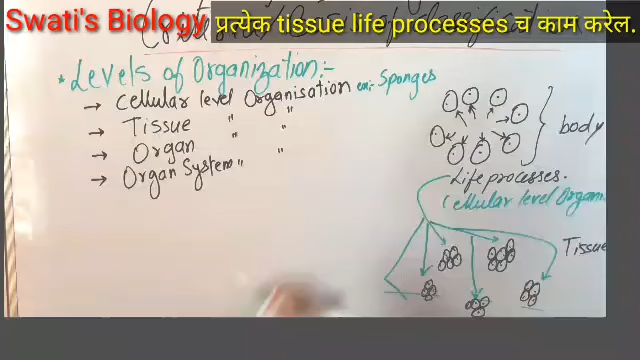 Swati's Biology प्रत्येक tissue life processes च काम करेल.
* Levels of Organization:-
→ Cellular level Organisation ex:- Sponges
→ Tissue " "
→ Organ " "
→ Organ System " "
body
Life processes.
(Cellular level Organi
Tissue